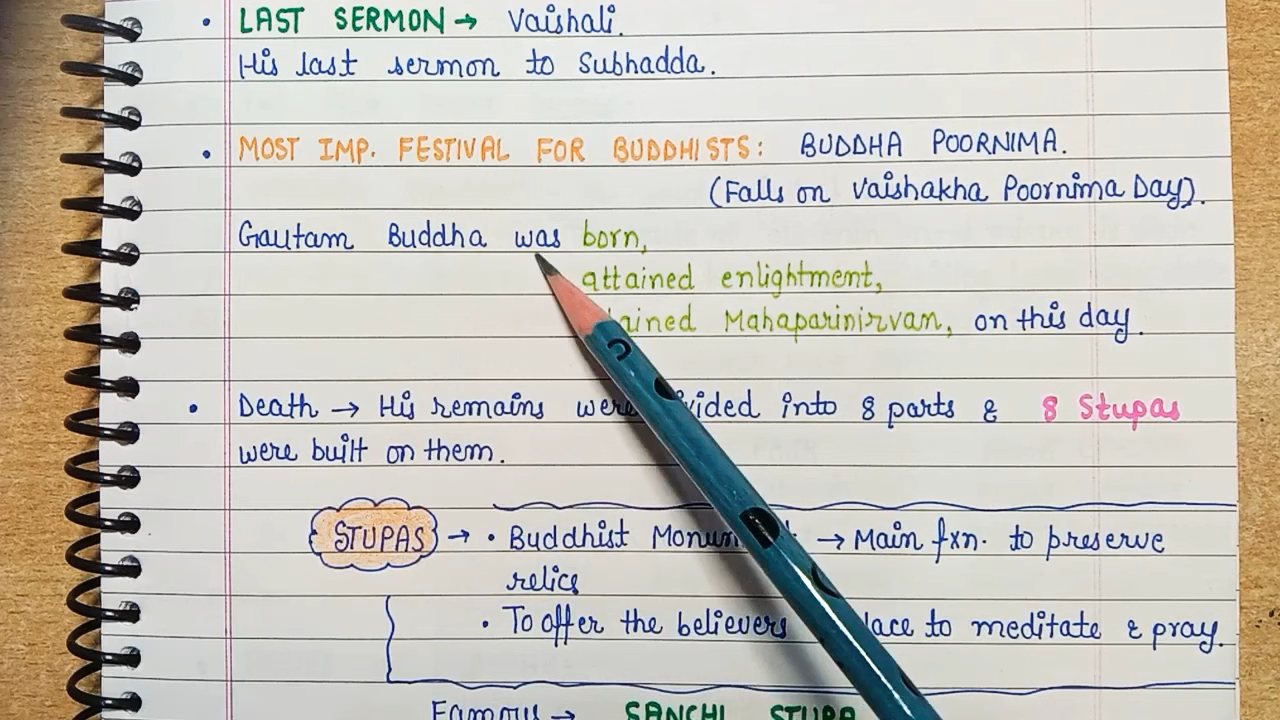 • LAST SERMON → Vaishali.
His last sermon to Subhadda.
• MOST IMP. FESTIVAL FOR BUDDHISTS: BUDDHA POORNIMA.
(Falls on Vaishakha Poornima Day).
Gautam Buddha was born,
attained enlightment,
Mahaparinirvan, on this day.
• Death → His remains were into 8 parts & 8 Stupas
were built on them.
STUPAS → • Buddhist → Main fxn. to preserve
relics
• To offer the believers to meditate & pray.
Famous → SANCHI STUPA